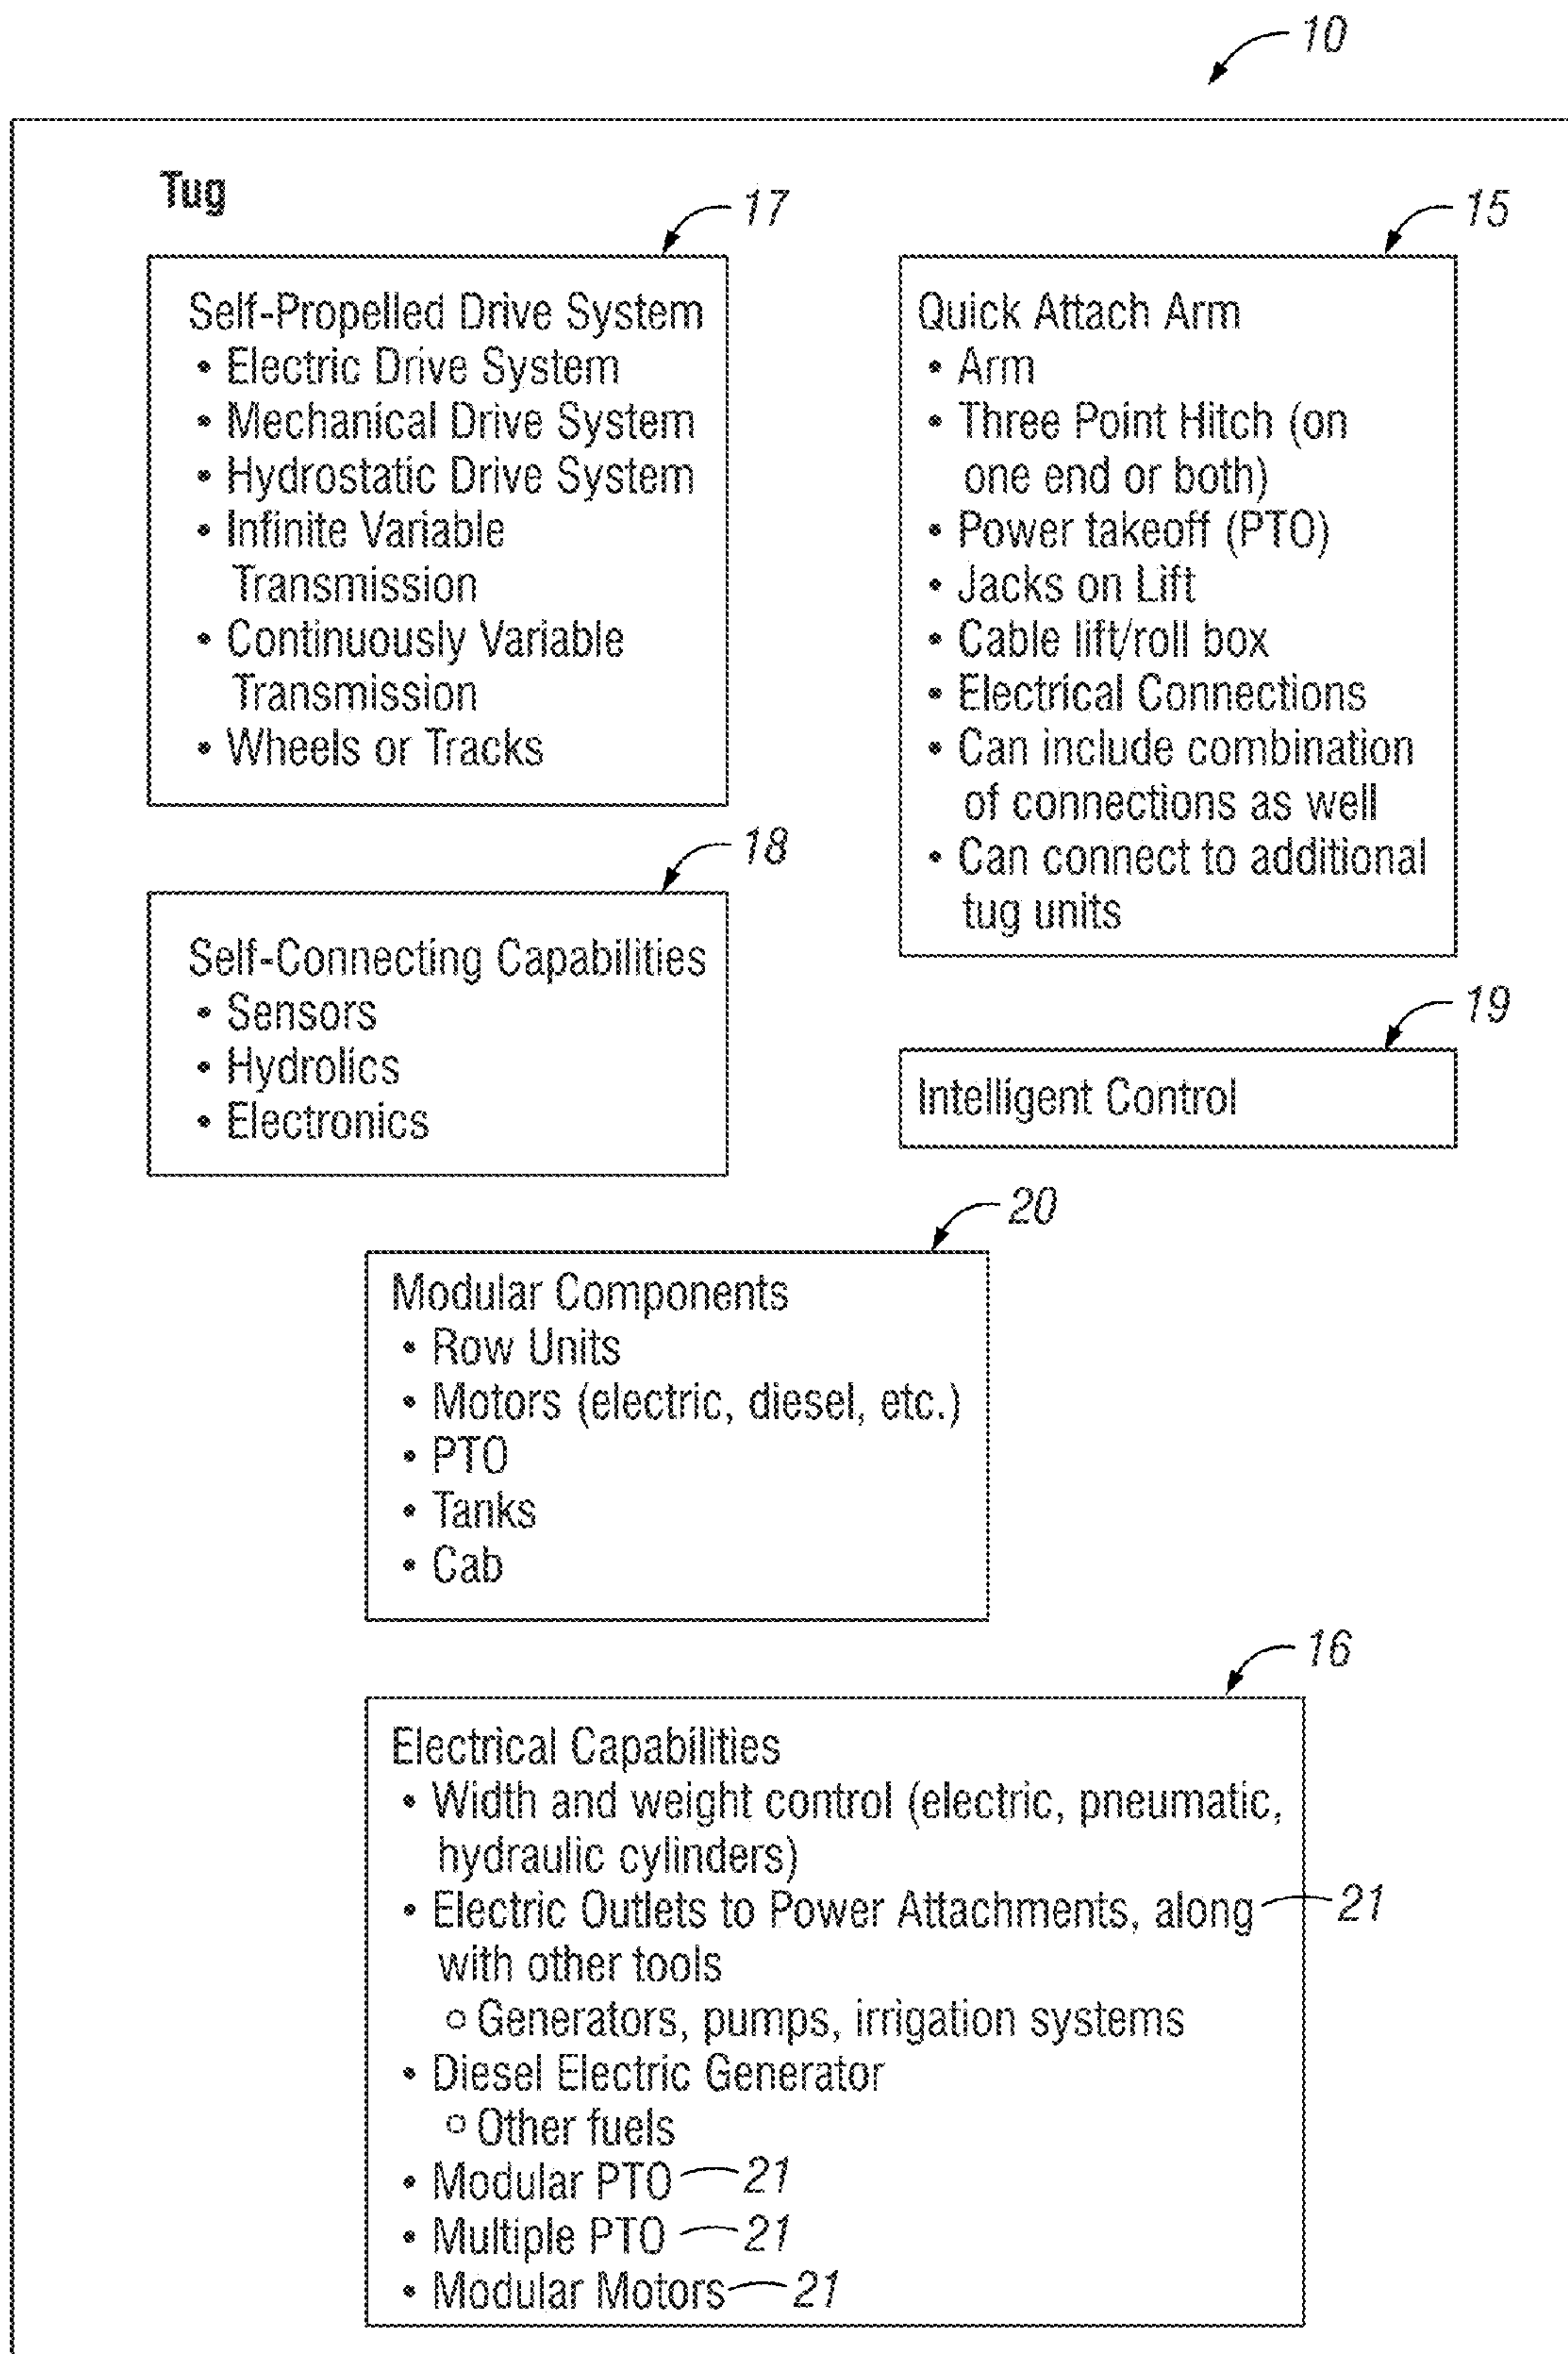 10
Tug
17
Self-Propelled Drive System
• Electric Drive System
• Mechanical Drive System
• Hydrostatic Drive System
• Infinite Variable
Transmission
• Continuously Variable
Transmission
• Wheels or Tracks
15
Quick Attach Arm
• Arm
• Three Point Hitch (on
one end or both)
• Power takeoff (PTO)
• Jacks on Lift
• Cable lift/roll box
• Electrical Connections
• Can include combination
of connections as well
• Can connect to additional
tug units
18
Self-Connecting Capabilities
• Sensors
• Hydrolics
• Electronics
19
Intelligent Control
20
Modular Components
• Row Units
• Motors (electric, diesel, etc.)
• PTO
• Tanks
• Cab
16
Electrical Capabilities
• Width and weight control (electric, pneumatic,
hydraulic cylinders)
• Electric Outlets to Power Attachments, along 21
with other tools
o Generators, pumps, irrigation systems
• Diesel Electric Generator
o Other fuels
• Modular PTO 21
• Multiple PTO 21
• Modular Motors 21